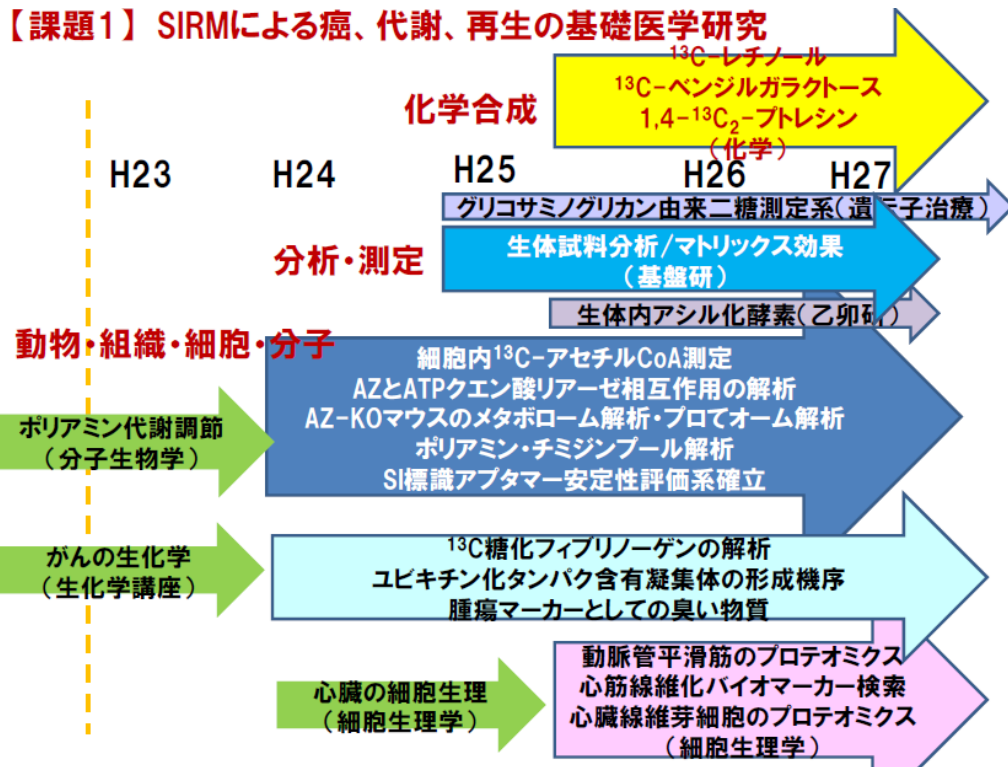 【課題1】 SIRMによる癌、代謝、再生の基礎医学研究
¹³C-レチノール
¹³C-ベンジルガラクトース
1,4-¹³C₂-プトレシン
(化学)
化学合成
H23 H24 H25 H26 H27
グリコサミノグリカン由来二糖測定系(遺伝子治療)
分析・測定
生体試料分析/マトリックス効果
(基盤研)
生体内アシル化酵素(乙卯研)
動物・組織・細胞・分子
細胞内¹³C-アセチルCoA測定
AZとATPクエン酸リアーゼ相互作用の解析
AZ-KOマウスのメタボローム解析・プロてオーム解析
ポリアミン・チミジンプール解析
SI標識アプタマー安定性評価系確立
ポリアミン代謝調節
(分子生物学)
がんの生化学
(生化学講座)
¹³C糖化フィブリノーゲンの解析
ユビキチン化タンパク含有凝集体の形成機序
腫瘍マーカーとしての臭い物質
心臓の細胞生理
(細胞生理学)
動脈管平滑筋のプロテオミクス
心筋線維化バイオマーカー検索
心臓線維芽細胞のプロテオミクス
(細胞生理学)